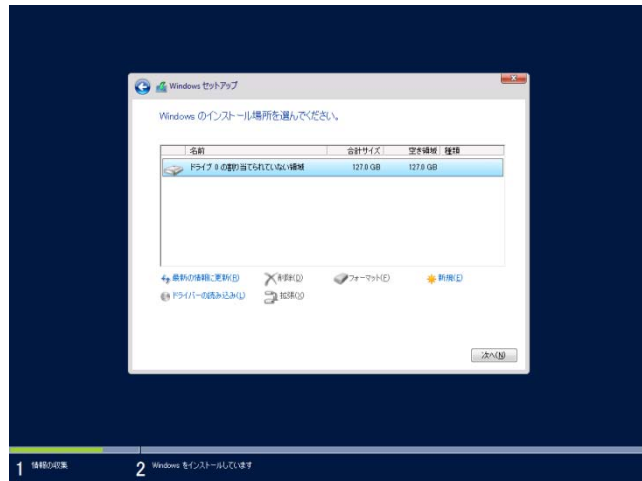 Windows セットアップ
Windows のインストール場所を選んでください。
名前 合計サイズ 空き領域 種類
ドライブ 0 の割り当てられていない領域 127.0 GB 127.0 GB
最新の情報に更新(R) 削除(D) フォーマット(F) 新規(E)
ドライバーの読み込み(L) 拡張(X)
次へ(N)
1 情報の収集 2 Windows をインストールしています